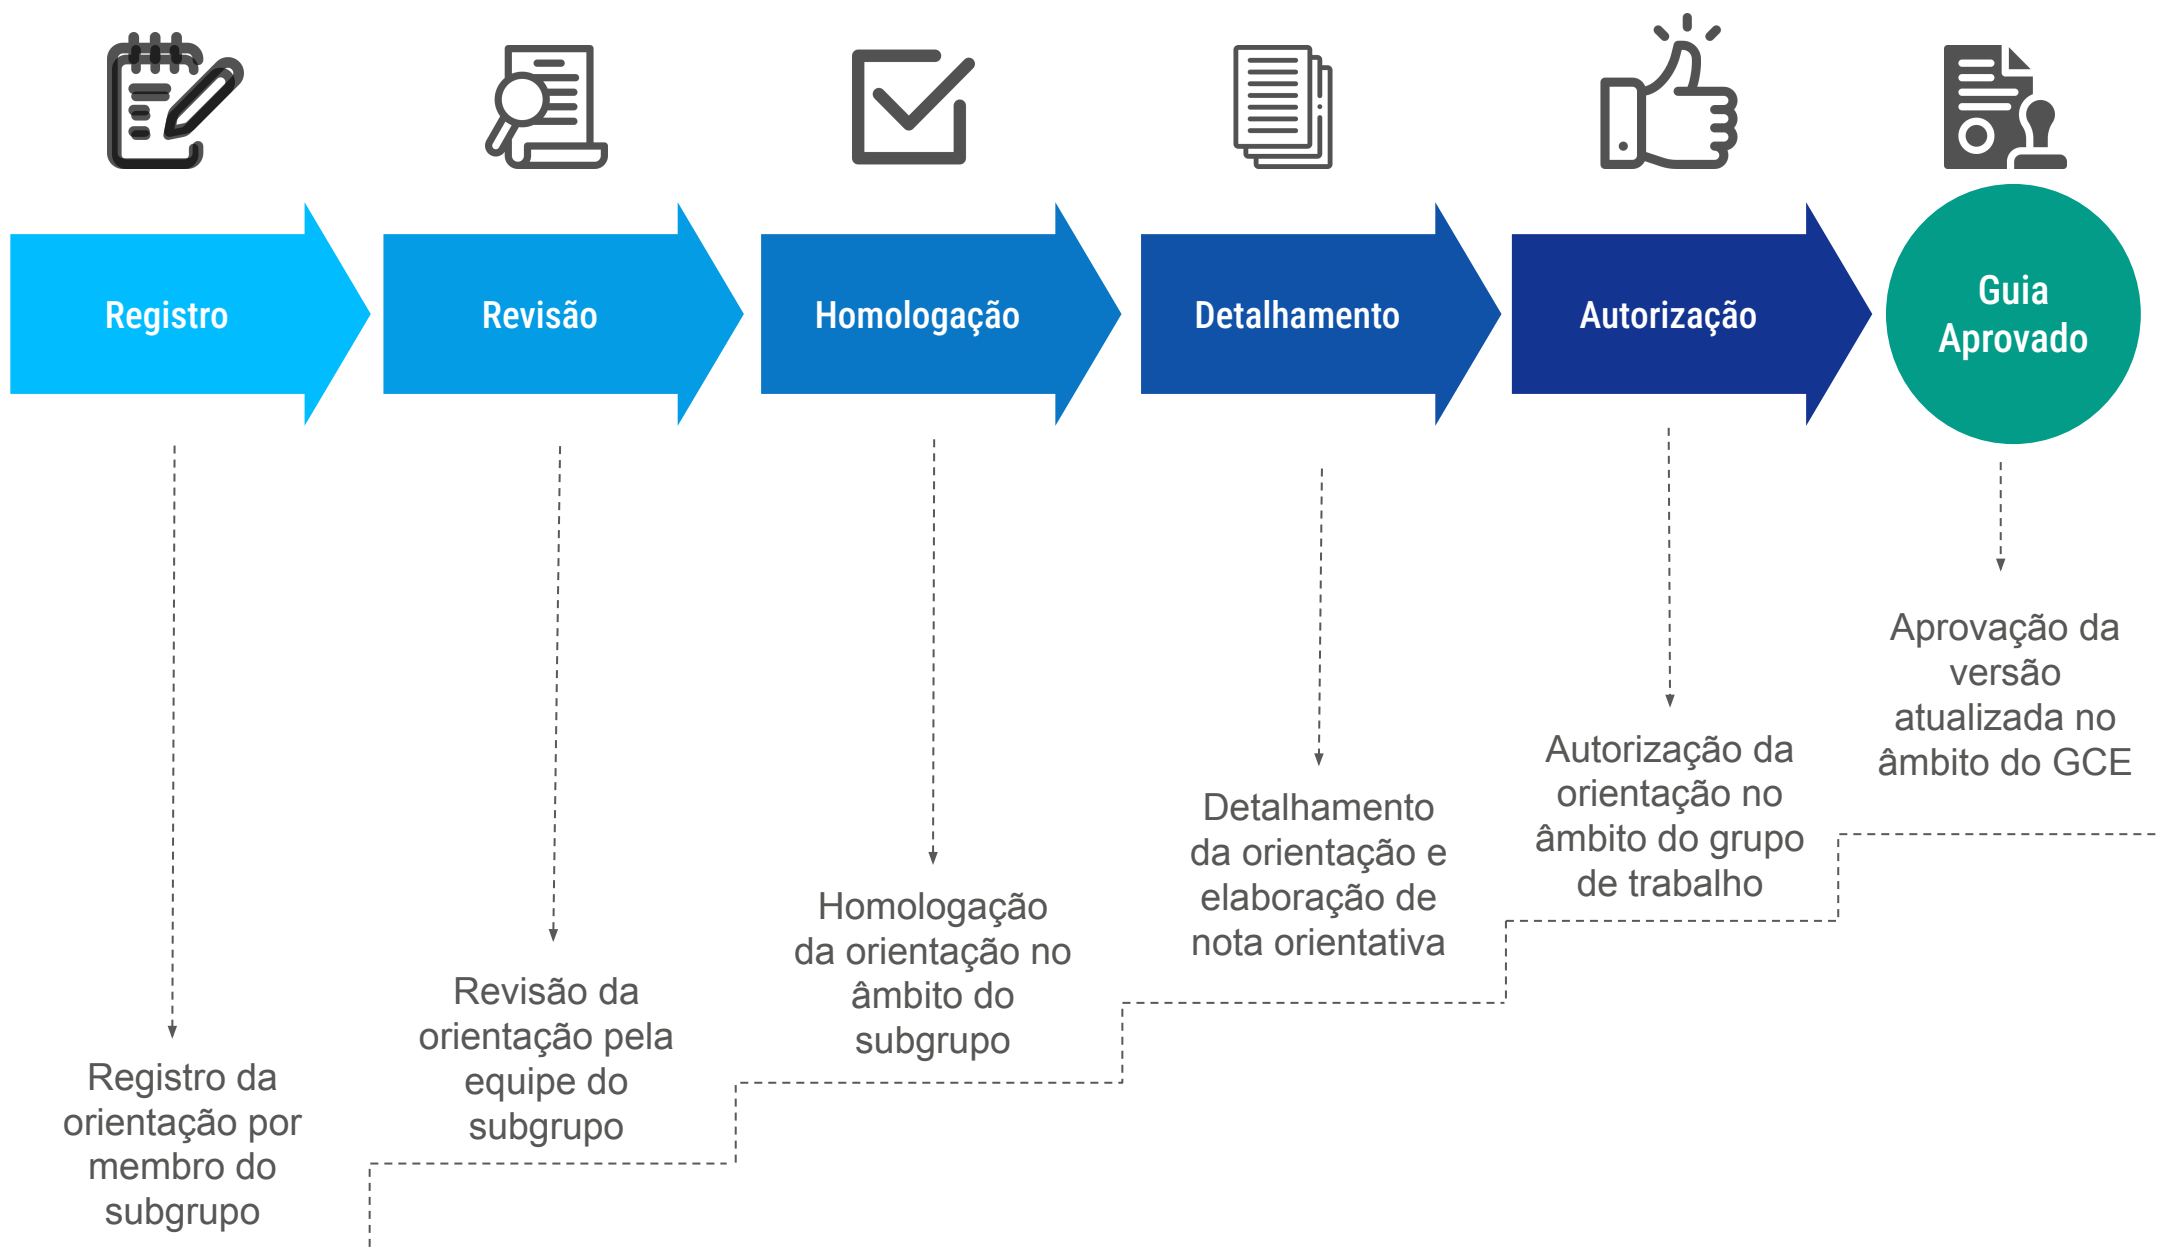 Registro
Revisão
Homologação
Detalhamento
Autorização
Guia
Aprovado
Registro da
orientação por
membro do
subgrupo
Revisão da
orientação pela
equipe do
subgrupo
Homologação
da orientação no
âmbito do
subgrupo
Detalhamento
da orientação e
elaboração de
nota orientativa
Autorização da
orientação no
âmbito do grupo
de trabalho
Aprovação da
versão
atualizada no
âmbito do GCE